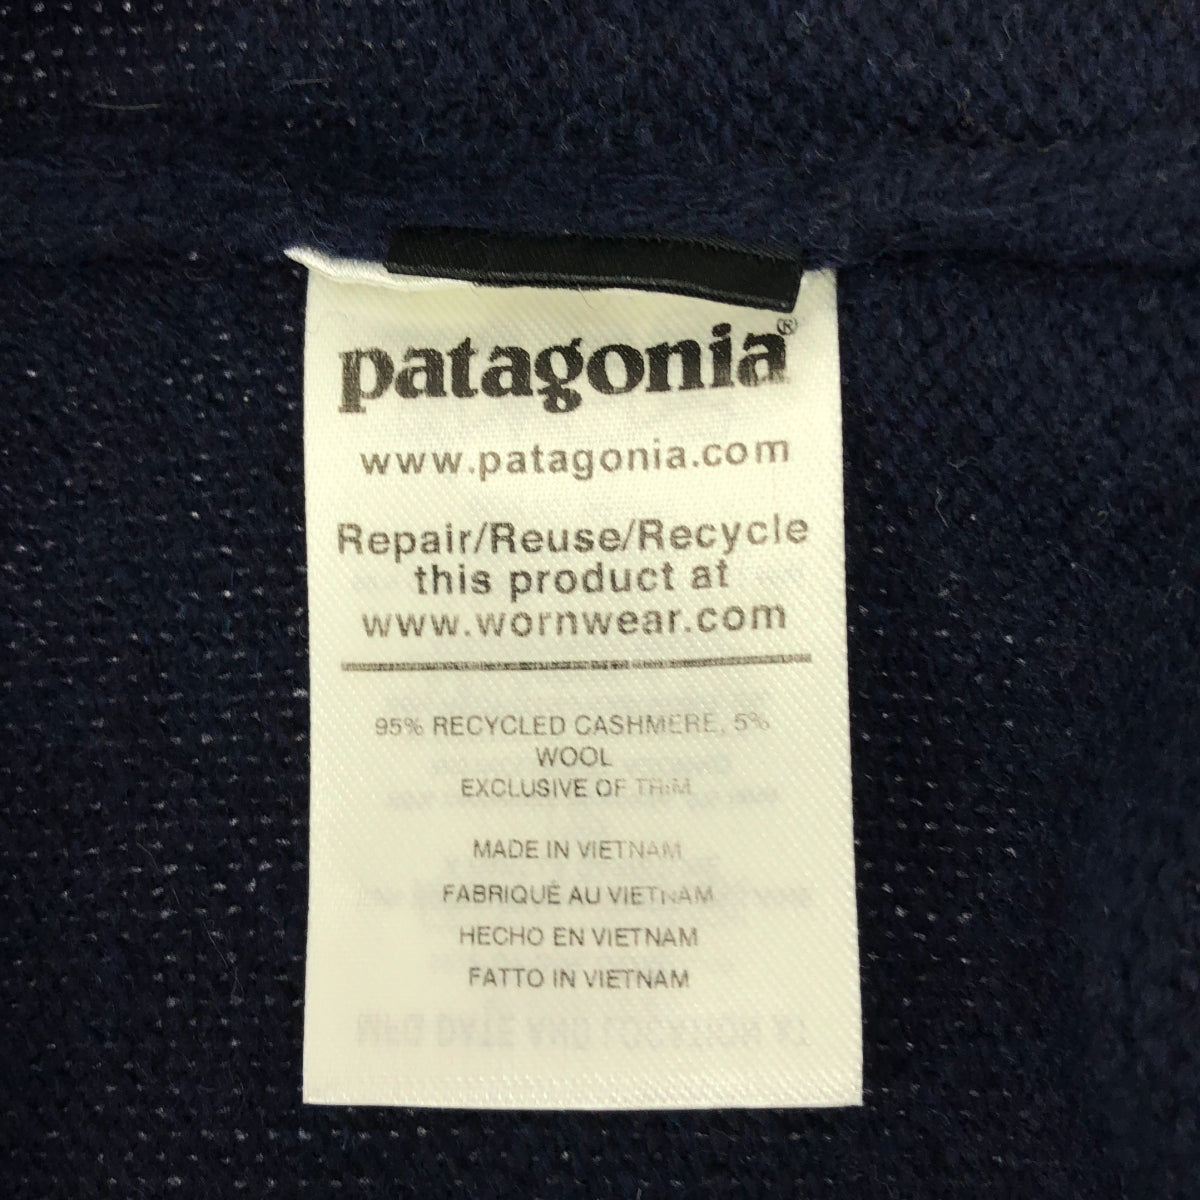 patagonia®
www.patagonia.com
Repair/Reuse/Recycle
this product at
www.wornwear.com
95% RECYCLED CASHMERE, 5%
WOOL
EXCLUSIVE OF TRIM
MADE IN VIETNAM
FABRIQUÉ AU VIETNAM
HECHO EN VIETNAM
FATTO IN VIETNAM